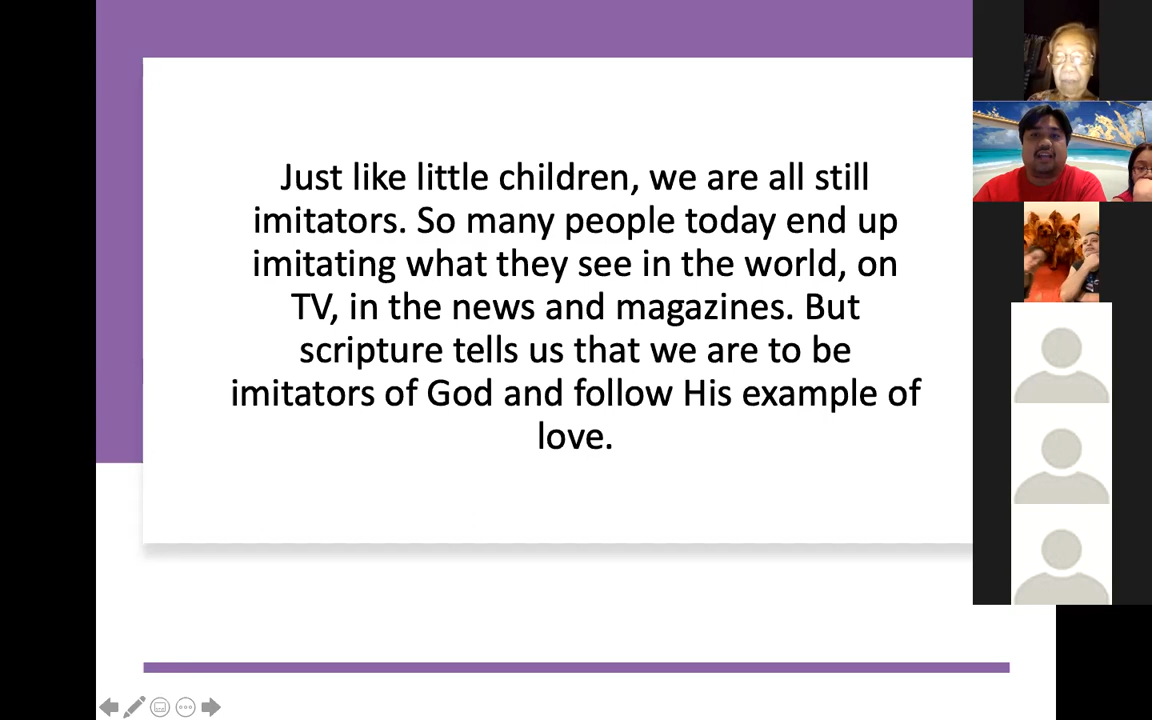 Just like little children, we are all still
imitators. So many people today end up
imitating what they see in the world, on
TV, in the news and magazines. But
scripture tells us that we are to be
imitators of God and follow His example of
love.